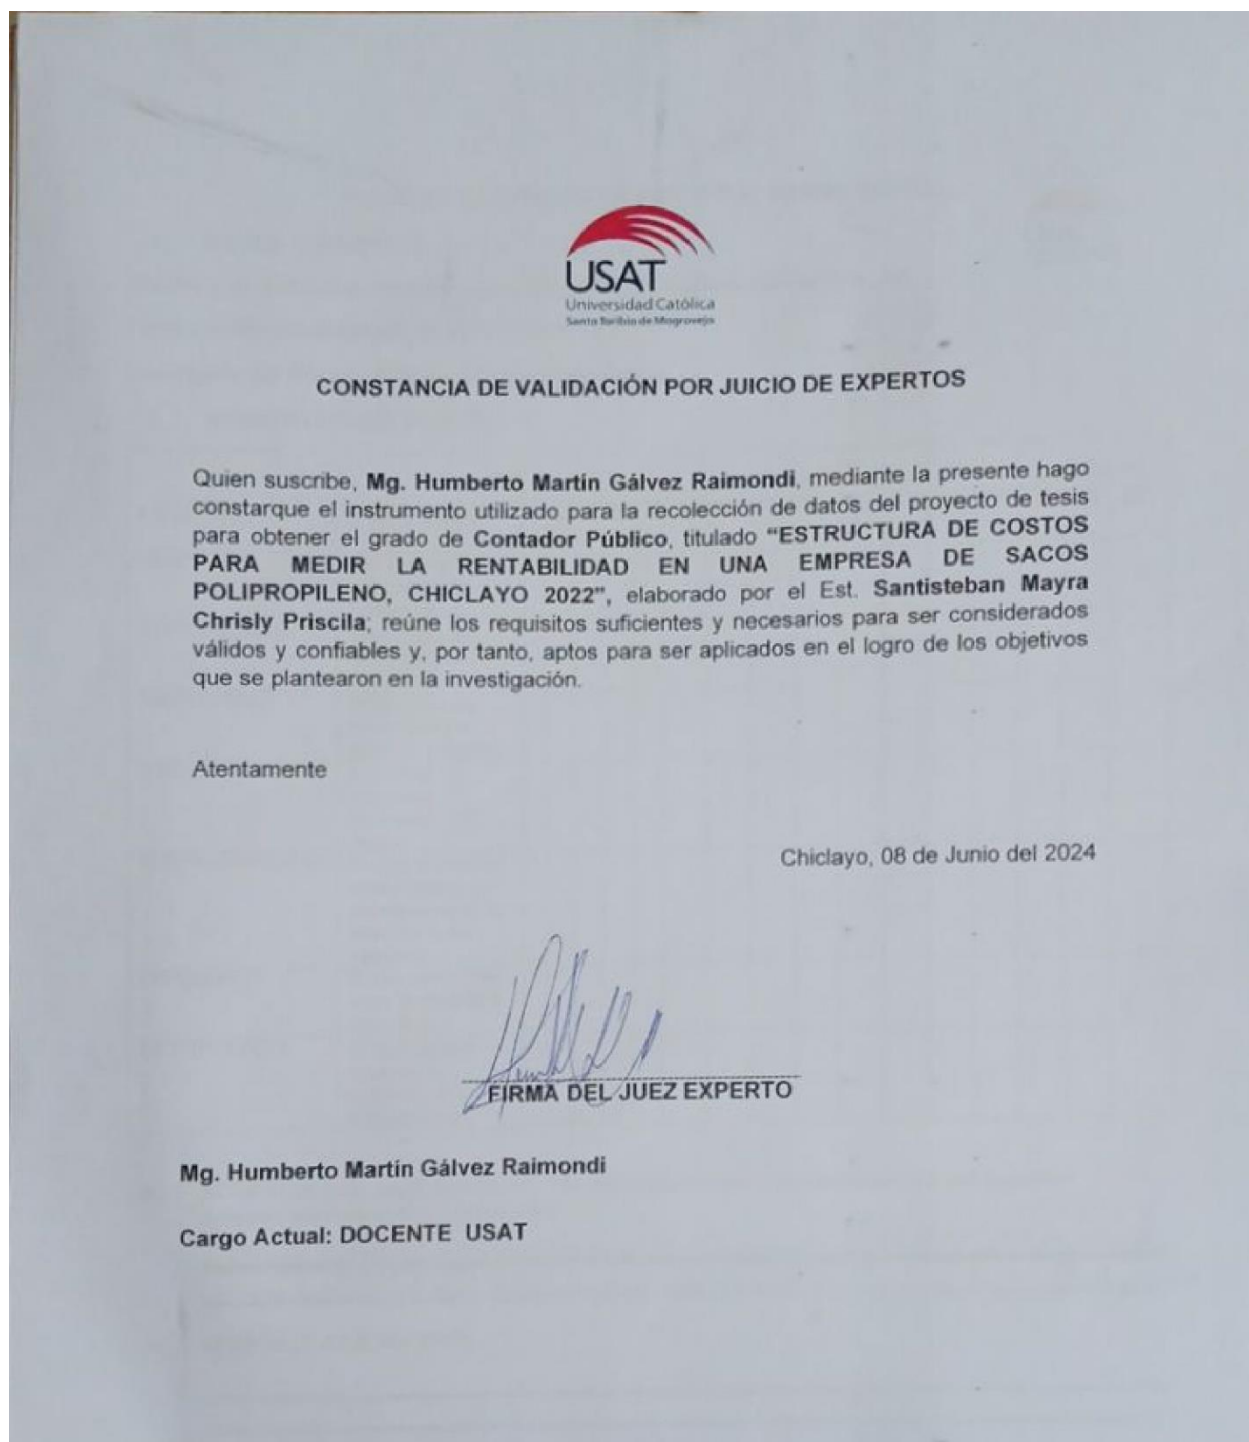 USAT
Universidad Católica
Santo Toribio de Mogrovejo
CONSTANCIA DE VALIDACIÓN POR JUICIO DE EXPERTOS
Quien suscribe, Mg. Humberto Martín Gálvez Raimondi, mediante la presente hago
constarque el instrumento utilizado para la recolección de datos del proyecto de tesis
para obtener el grado de Contador Público, titulado “ESTRUCTURA DE COSTOS
PARA MEDIR LA RENTABILIDAD EN UNA EMPRESA DE SACOS
POLIPROPILENO, CHICLAYO 2022”, elaborado por el Est. Santisteban Mayra
Chrisly Priscila; reúne los requisitos suficientes y necesarios para ser considerados
válidos y confiables y, por tanto, aptos para ser aplicados en el logro de los objetivos
que se plantearon en la investigación.
Atentamente
Chiclayo, 08 de Junio del 2024
FIRMA DEL JUEZ EXPERTO
Mg. Humberto Martín Gálvez Raimondi
Cargo Actual: DOCENTE USAT